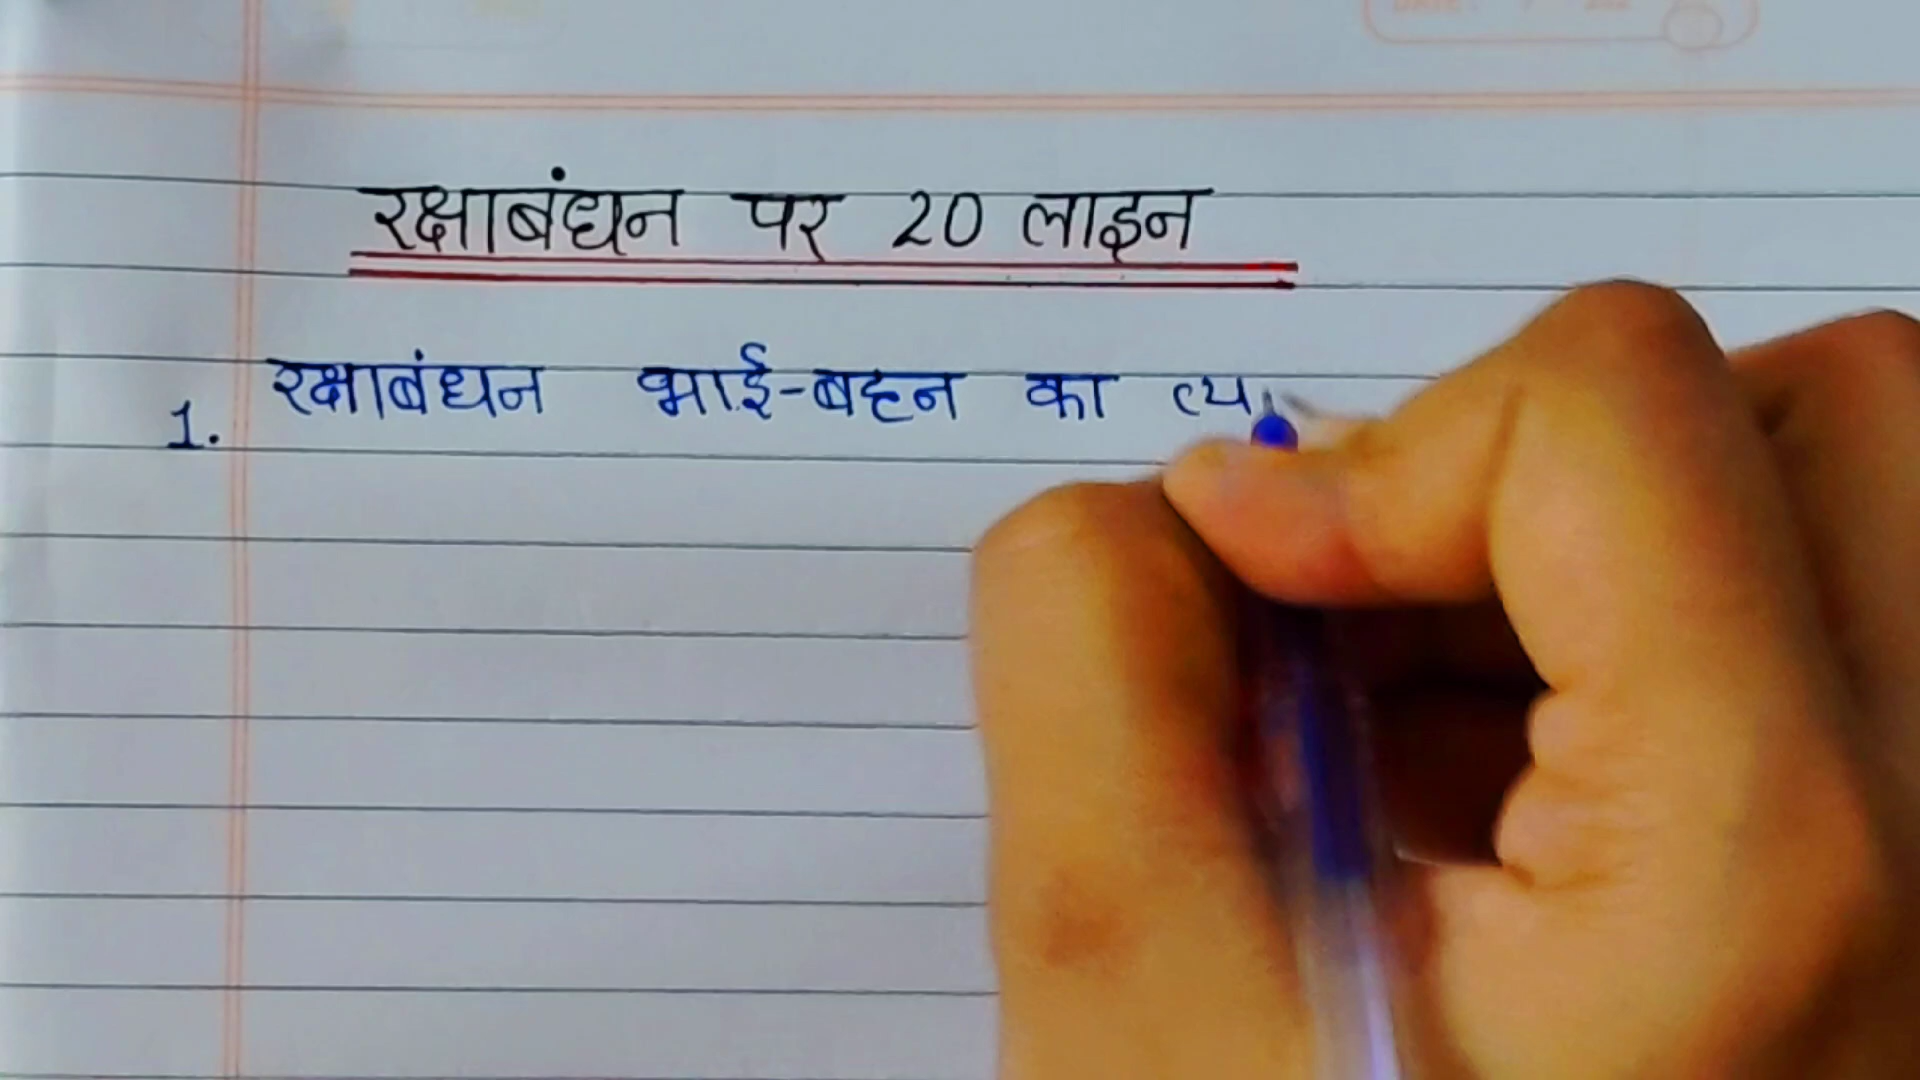 रक्षाबंधन पर 20 लाइन
1. रक्षाबंधन भाई-बहन का त्य